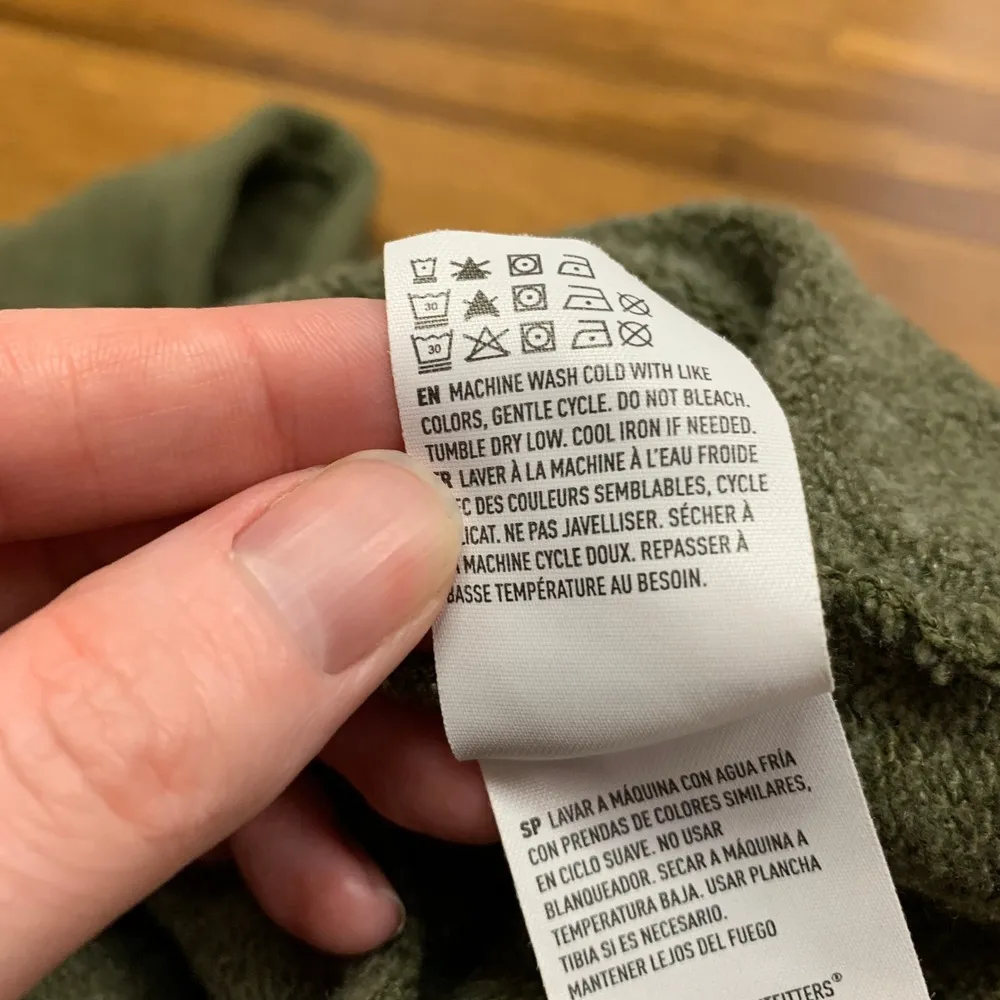 30
30
EN MACHINE WASH COLD WITH LIKE
COLORS, GENTLE CYCLE. DO NOT BLEACH.
TUMBLE DRY LOW. COOL IRON IF NEEDED.
LAVER À LA MACHINE À L'EAU FROIDE
DES COULEURS SEMBLABLES, CYCLE
NE PAS JAVELLISER. SÉCHER À
MACHINE CYCLE DOUX. REPASSER À
BASSE TEMPÉRATURE AU BESOIN.
SP LAVAR A MÁQUINA CON AGUA FRÍA
CON PRENDAS DE COLORES SIMILARES,
EN CICLO SUAVE. NO USAR
BLANQUEADOR. SECAR A MÁQUINA A
TEMPERATURA BAJA. USAR PLANCHA
TIBIA SI ES NECESARIO.
MANTENER LEJOS DEL FUEGO